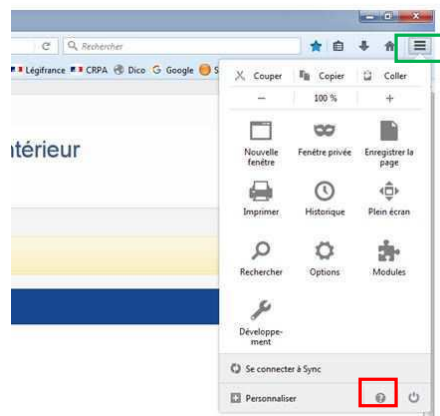 Rechercher
Légifrance CRPA Dico G Google S
Couper Copier Coller
− 100 % +
térieur
Nouvelle fenêtre
Fenêtre privée
Enregistrer la page
Imprimer Historique Plein écran
Rechercher Options Modules
Développe-
ment
Se connecter à Sync
Personnaliser